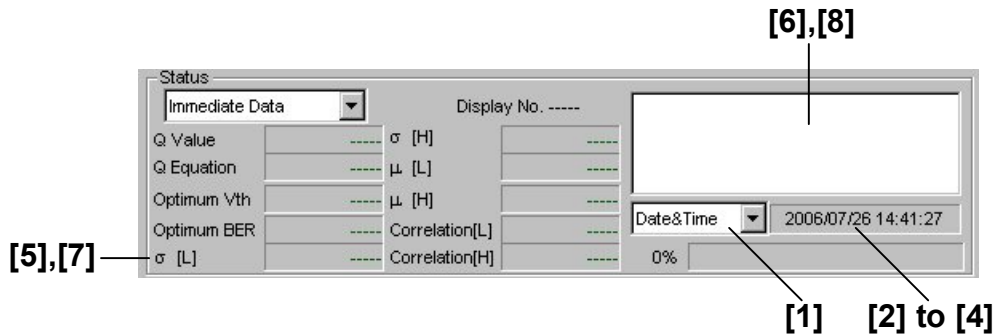 [6],[8]
Status
Immediate Data
Display No. -----
Q Value ----- σ [H] -----
Q Equation ----- μ [L] -----
Optimum Vth ----- μ [H] -----
Date&Time 2006/07/26 14:41:27
Optimum BER ----- Correlation[L] -----
[5],[7] σ [L] ----- Correlation[H] ----- 0%
[1] [2] to [4]